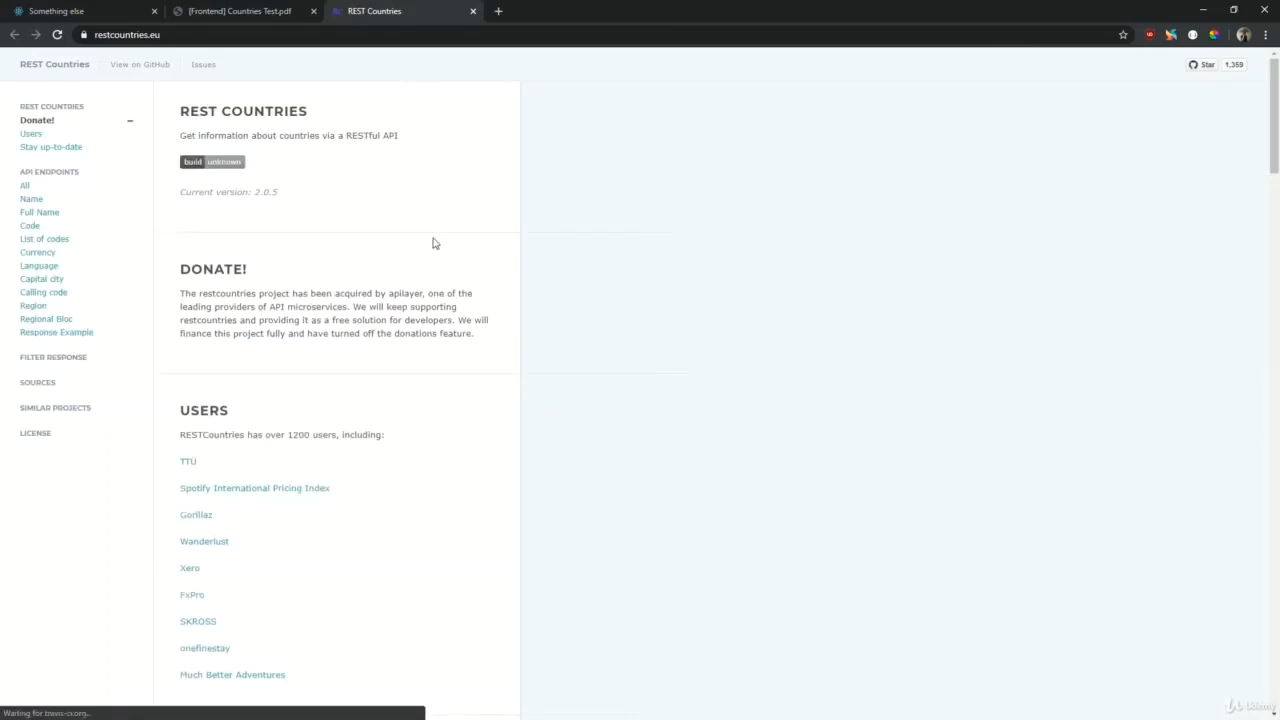 Something else
[Frontend] Countries Test.pdf
REST Countries
restcountries.eu
REST Countries
View on GitHub
Issues
Star
1,359
REST COUNTRIES
Donate!
Users
Stay up-to-date
API ENDPOINTS
All
Name
Full Name
Code
List of codes
Currency
Language
Capital city
Calling code
Region
Regional Bloc
Response Example
FILTER RESPONSE
SOURCES
SIMILAR PROJECTS
LICENSE
REST COUNTRIES
Get information about countries via a RESTful API
build unknown
Current version: 2.0.5
DONATE!
The restcountries project has been acquired by apilayer, one of the
leading providers of API microservices. We will keep supporting
restcountries and providing it as a free solution for developers. We will
finance this project fully and have turned off the donations feature.
USERS
RESTCountries has over 1200 users, including:
TTÜ
Spotify International Pricing Index
Gorillaz
Wanderlust
Xero
FxPro
SKROSS
onefinestay
Much Better Adventures
Waiting for travis-ci.org...
Udemy